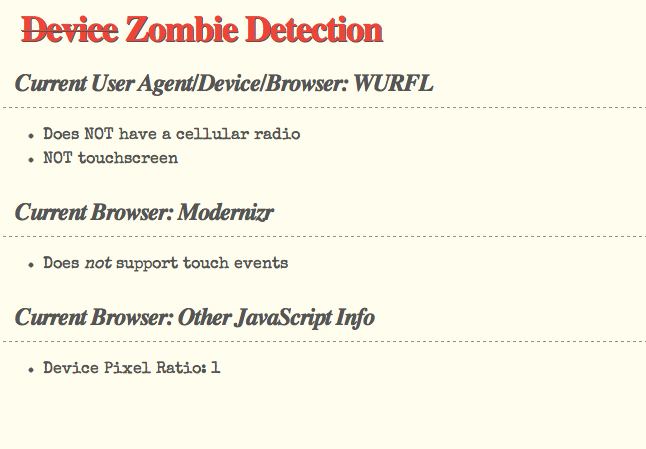 Device Zombie Detection
Current User Agent/Device/Browser: WURFL
• Does NOT have a cellular radio
• NOT touchscreen
Current Browser: Modernizr
• Does not support touch events
Current Browser: Other JavaScript Info
• Device Pixel Ratio: 1